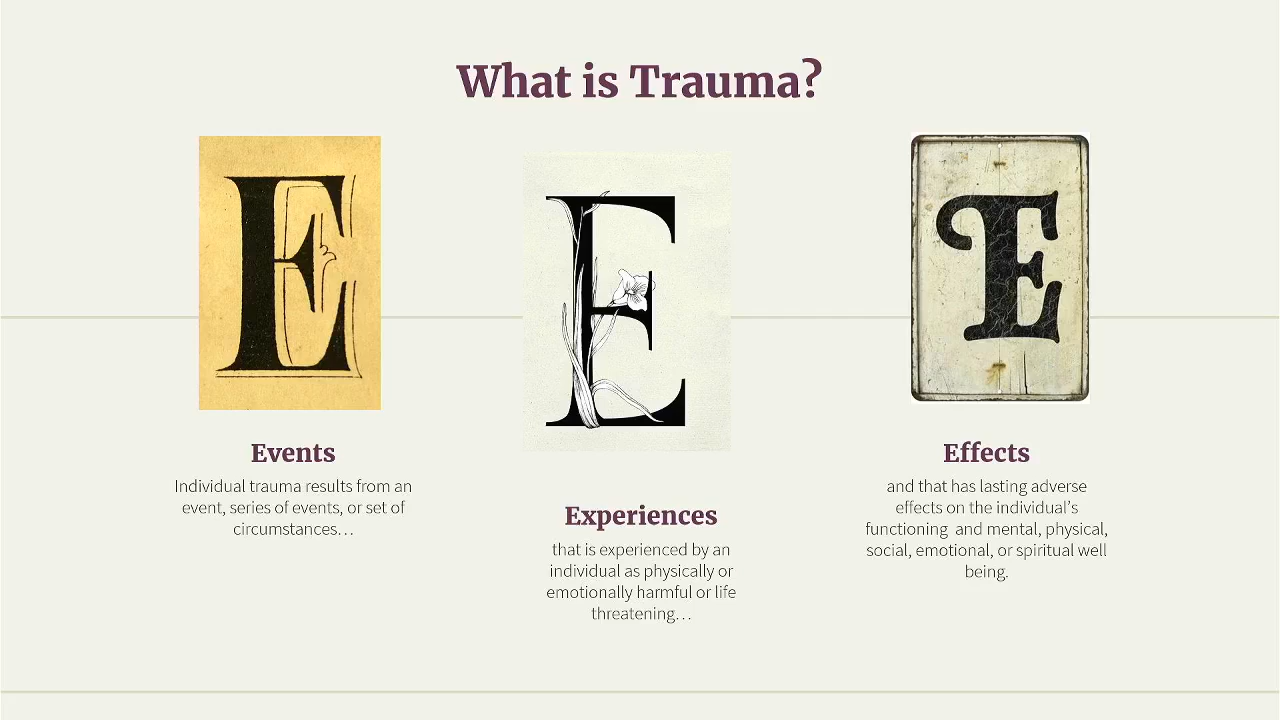 What is Trauma?
E
E
E
Events
Individual trauma results from an
event, series of events, or set of
circumstances…
Experiences
that is experienced by an
individual as physically or
emotionally harmful or life
threatening…
Effects
and that has lasting adverse
effects on the individual’s
functioning  and mental, physical,
social, emotional, or spiritual well
being.